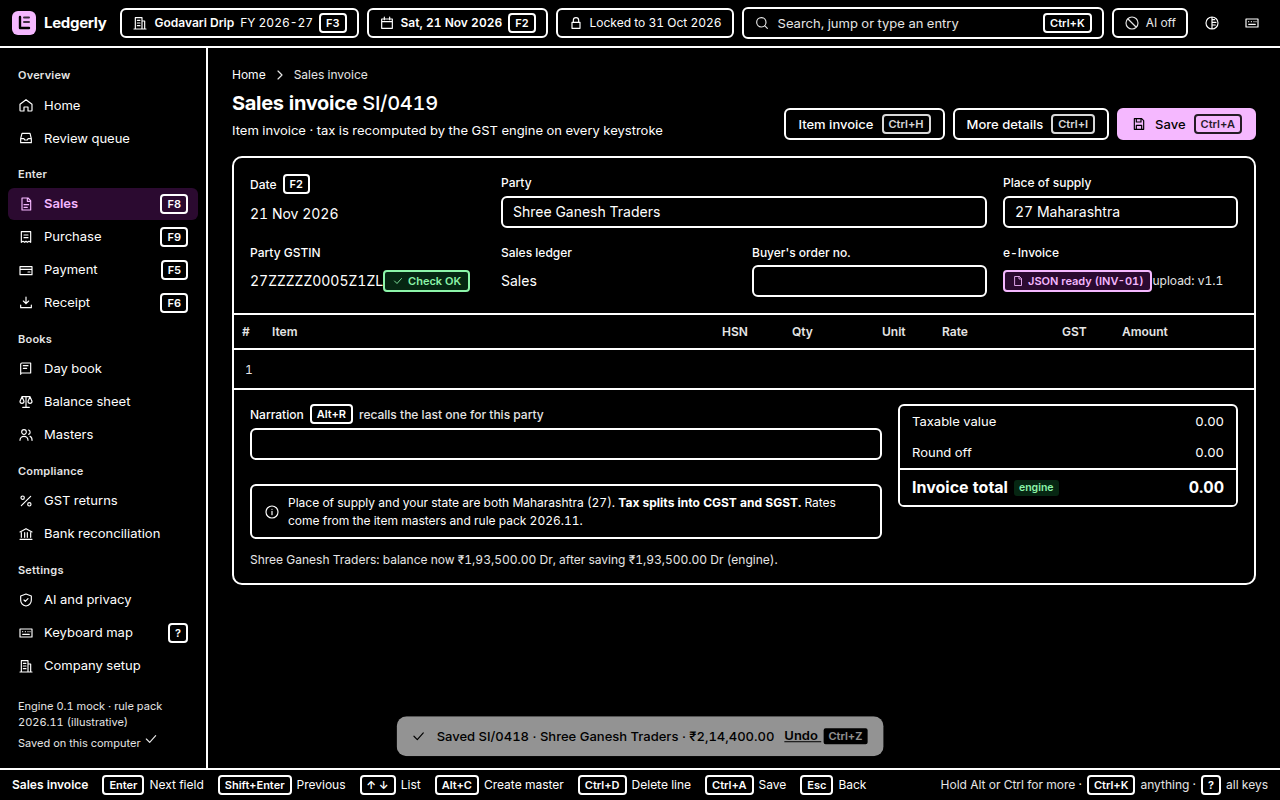 Ledgerly
Godavari Drip FY 2026-27 F3
Sat, 21 Nov 2026 F2
Locked to 31 Oct 2026
Search, jump or type an entry Ctrl+K
AI off
Overview
Home
Review queue
Enter
Sales F8
Purchase F9
Payment F5
Receipt F6
Books
Day book
Balance sheet
Masters
Compliance
GST returns
Bank reconciliation
Settings
AI and privacy
Keyboard map ?
Company setup
Engine 0.1 mock · rule pack
2026.11 (illustrative)
Saved on this computer
Home > Sales invoice
Sales invoice SI/0419
Item invoice · tax is recomputed by the GST engine on every keystroke
Item invoice Ctrl+H
More details Ctrl+I
Save Ctrl+A
Date F2
Party
Place of supply
21 Nov 2026
Shree Ganesh Traders
27 Maharashtra
Party GSTIN
Sales ledger
Buyer's order no.
e-Invoice
27ZZZZZ0005Z1ZL Check OK
Sales
JSON ready (INV-01) upload: v1.1
# Item HSN Qty Unit Rate GST Amount
1
Narration Alt+R recalls the last one for this party
Place of supply and your state are both Maharashtra (27). Tax splits into CGST and SGST. Rates
come from the item masters and rule pack 2026.11.
Shree Ganesh Traders: balance now ₹1,93,500.00 Dr, after saving ₹1,93,500.00 Dr (engine).
Taxable value 0.00
Round off 0.00
Invoice total engine 0.00
Saved SI/0418 · Shree Ganesh Traders · ₹2,14,400.00 Undo Ctrl+Z
Sales invoice Enter Next field Shift+Enter Previous ↑↓ List Alt+C Create master Ctrl+D Delete line Ctrl+A Save Esc Back
Hold Alt or Ctrl for more · Ctrl+K anything · ? all keys